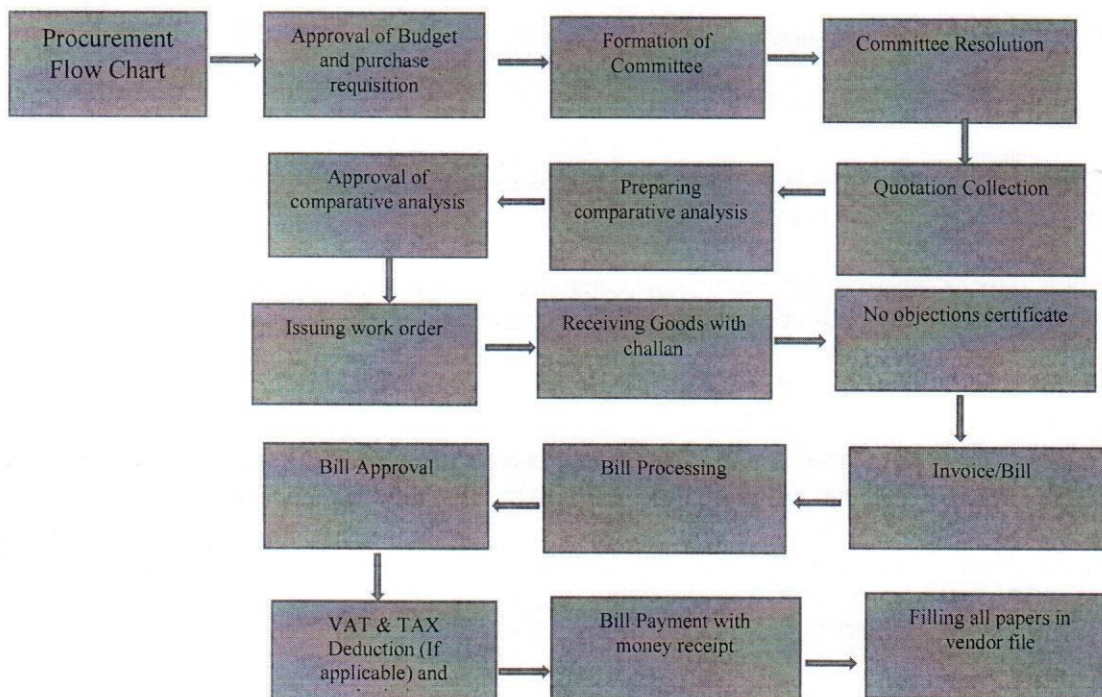 Procurement
Flow Chart
Approval of Budget
and purchase
requisition
Formation of
Committee
Committee Resolution
Quotation Collection
Preparing
comparative analysis
Approval of
comparative analysis
Issuing work order
Receiving Goods with
challan
No objections certificate
Invoice/Bill
Bill Processing
Bill Approval
VAT & TAX
Deduction (If
applicable) and
Bill Payment with
money receipt
Filling all papers in
vendor file